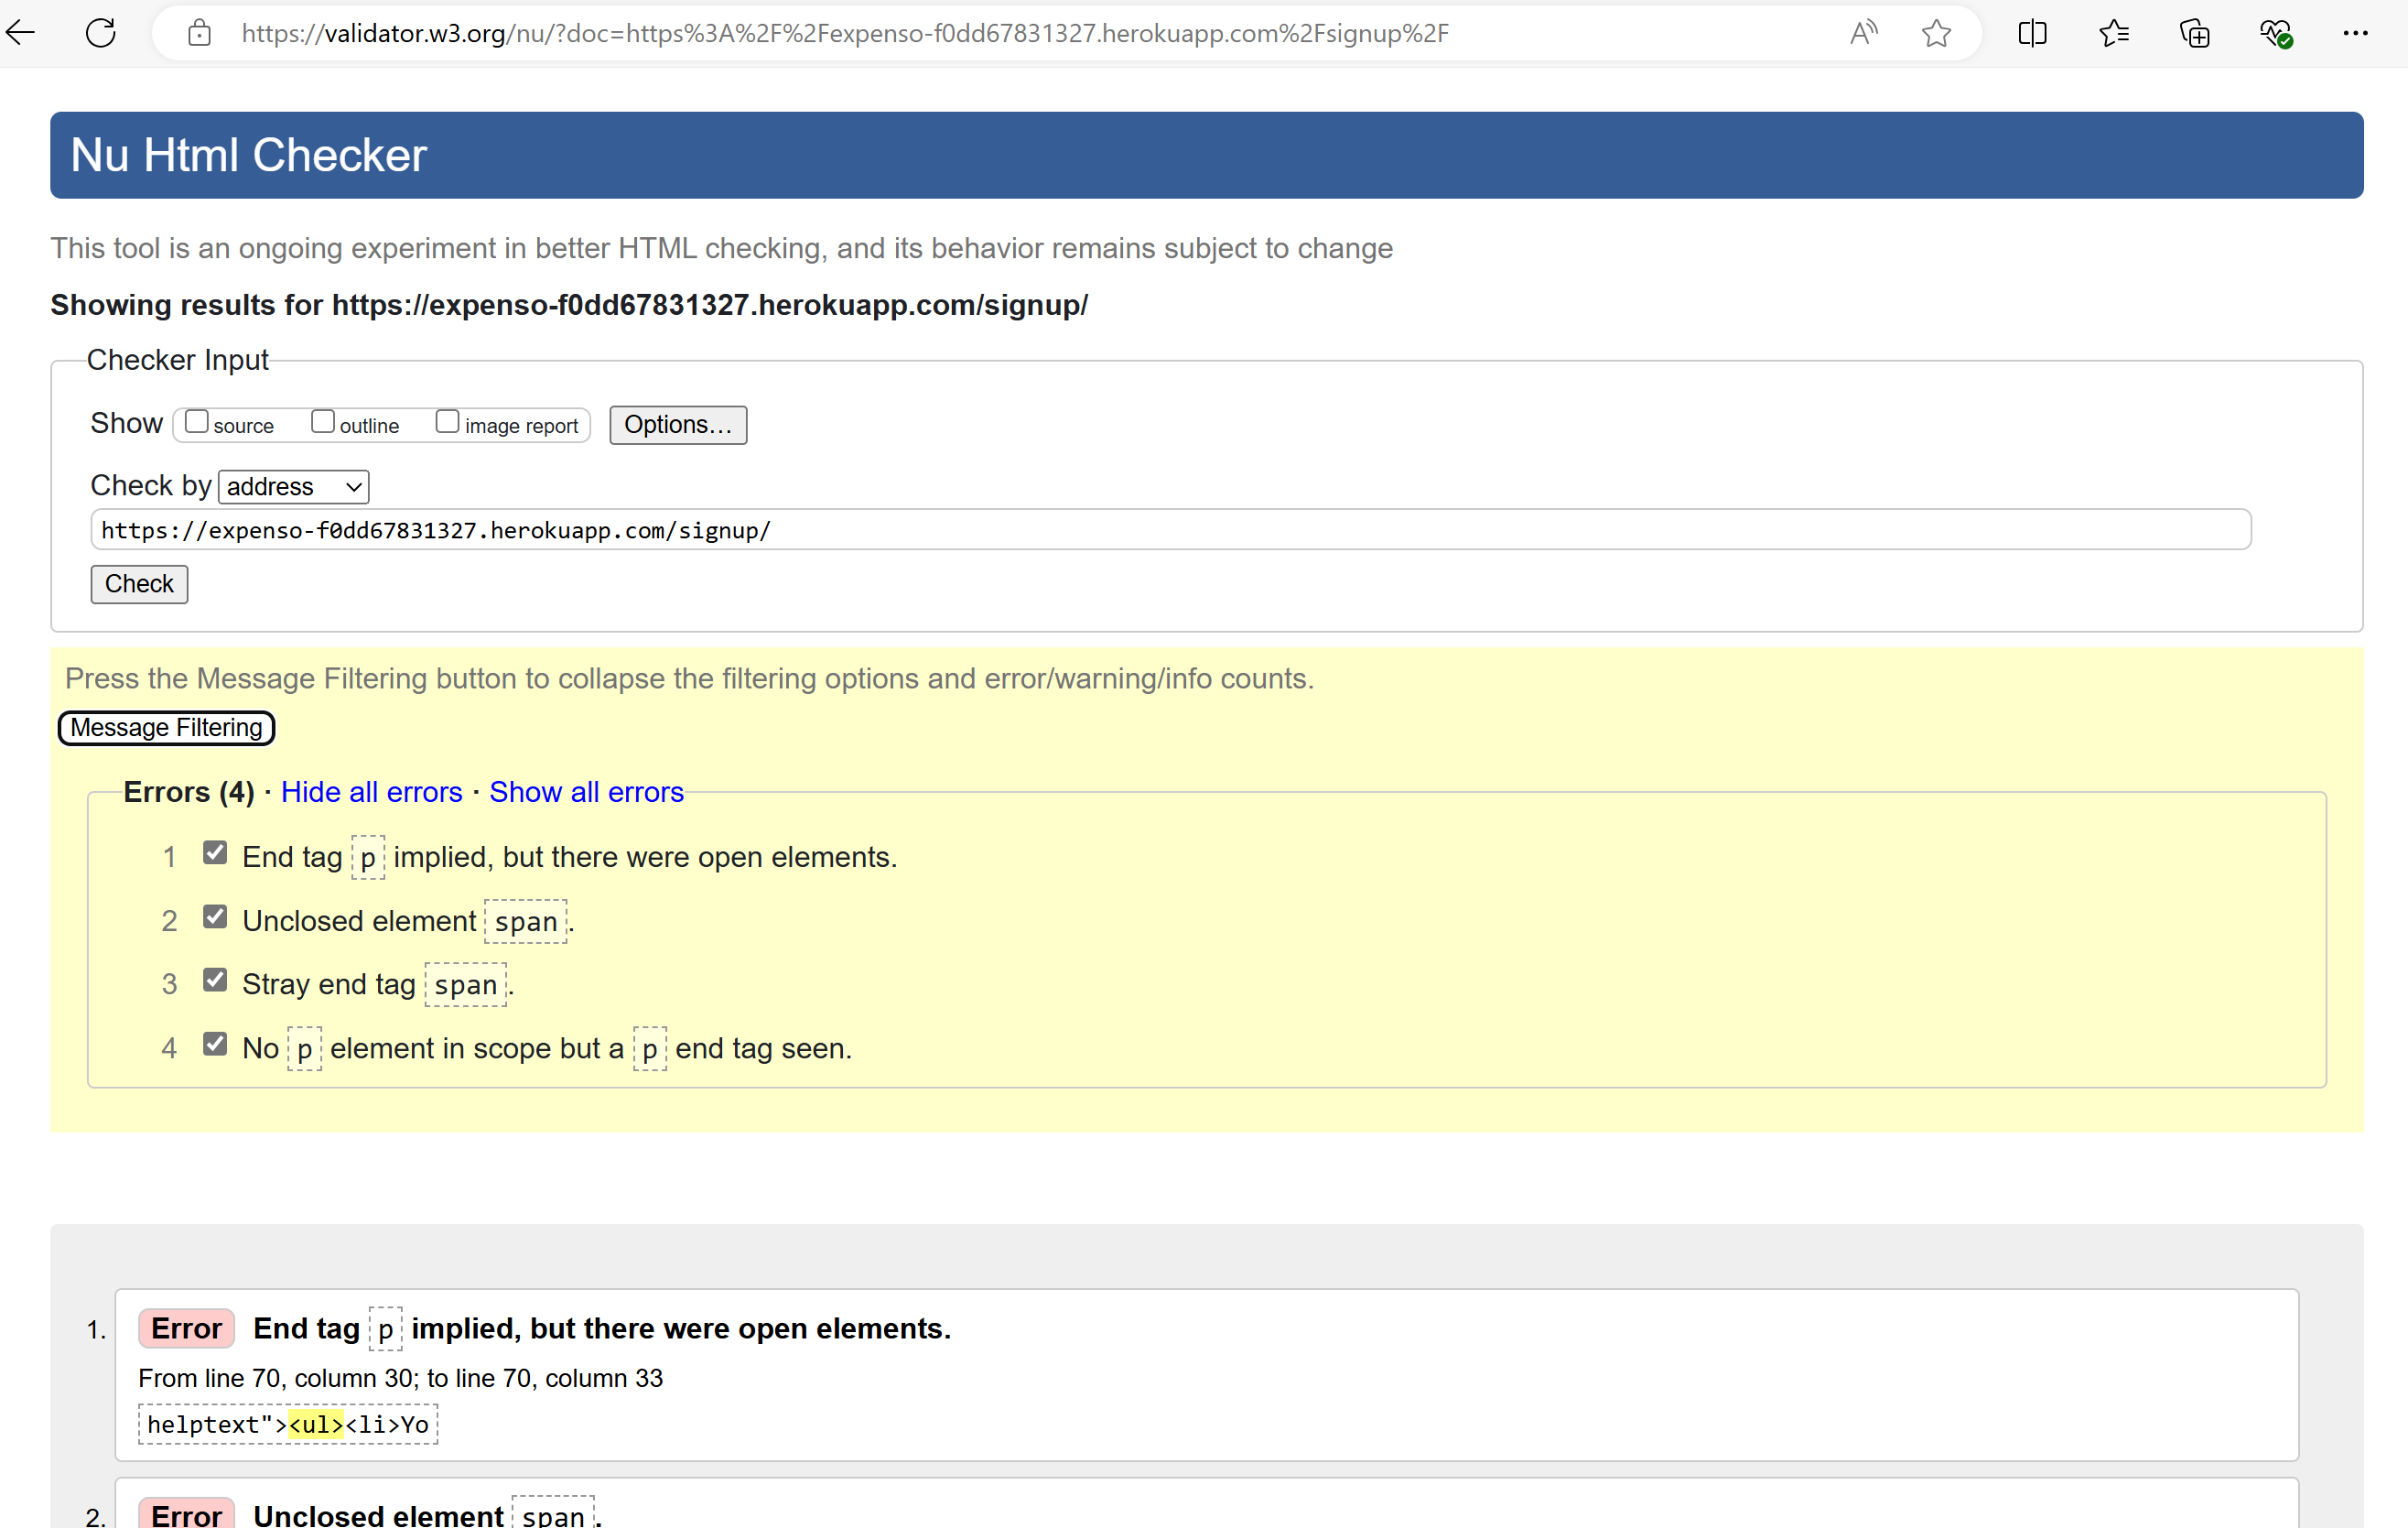 https://validator.w3.org/nu/?doc=https%3A%2F%2Fexpenso-f0dd67831327.herokuapp.com%2Fsignup%2F
Nu Html Checker
This tool is an ongoing experiment in better HTML checking, and its behavior remains subject to change
Showing results for https://expenso-f0dd67831327.herokuapp.com/signup/
Checker Input
Show source outline image report Options…
Check by address
https://expenso-f0dd67831327.herokuapp.com/signup/
Check
Press the Message Filtering button to collapse the filtering options and error/warning/info counts.
Message Filtering
Errors (4) · Hide all errors · Show all errors
1 End tag p implied, but there were open elements.
2 Unclosed element span.
3 Stray end tag span.
4 No p element in scope but a p end tag seen.
1. Error End tag p implied, but there were open elements.
From line 70, column 30; to line 70, column 33
helptext"><ul><li>Yo
2. Error Unclosed element span.